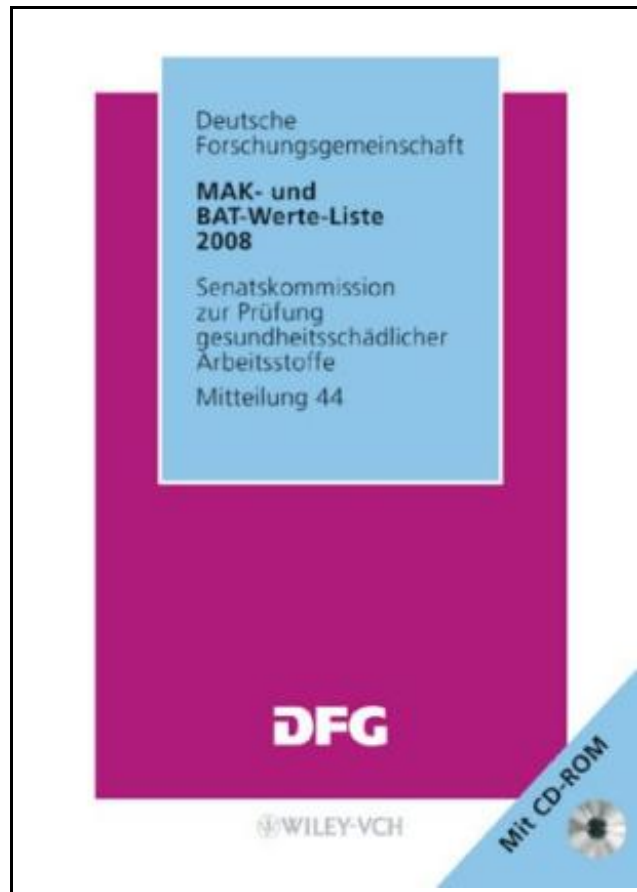 Deutsche
Forschungsgemeinschaft
MAK- und
BAT-Werte-Liste
2008
Senatskommission
zur Prüfung
gesundheitsschädlicher
Arbeitsstoffe
Mitteilung 44
DFG
WILEY-VCH
Mit CD-ROM